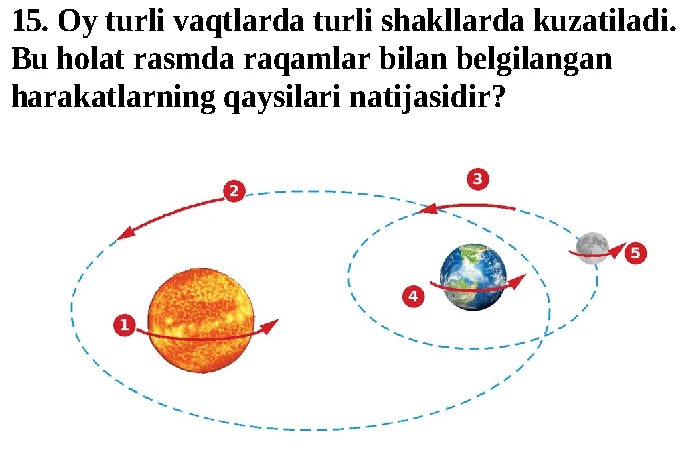 15. Oy turli vaqtlarda turli shakllarda kuzatiladi.
Bu holat rasmda raqamlar bilan belgilangan
harakatlarning qaysilari natijasidir?
3
2
5
4
1